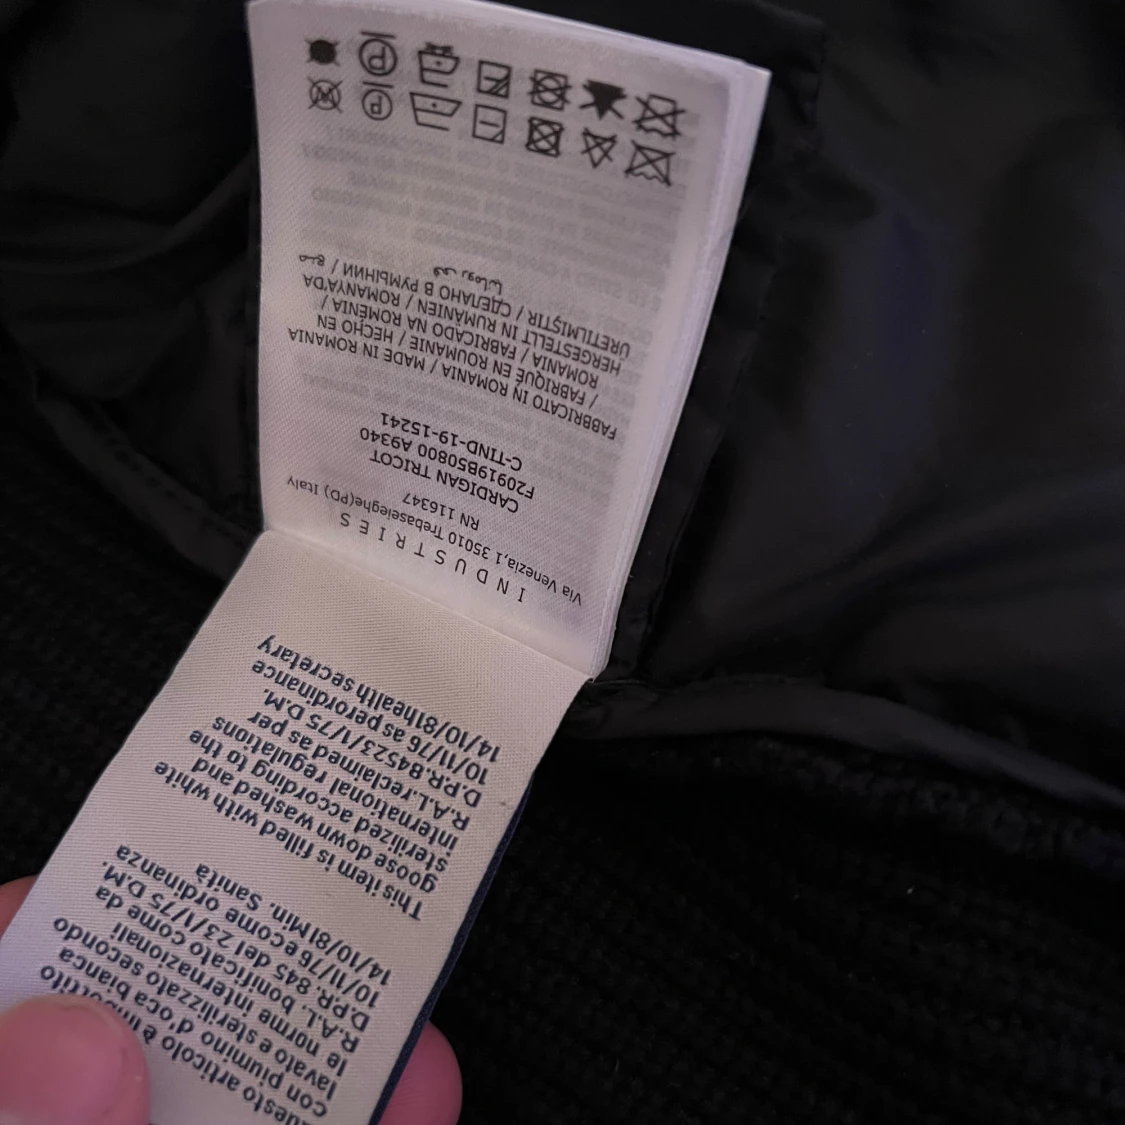 INDUSTRIES
Via Venezia,1 35010 Trebaseleghe(PD) Italy
RN 116347
CARDIGAN TRICOT
F20919B50800 A9340
C-TIND-19-15241
FABBRICATO IN ROMANIA / MADE IN ROMANIA
/ FABRIQUÉ EN ROUMANIE / HECHO EN
ROMANIA / FABRICADO NA ROMÉNIA /
HERGESTELLT IN RUMÄNIEN / ROMANYA'DA
ÜRETILMIŞTIR / СДЕЛАНО В РУМЫНИИ / صنع
في رومانيا
This item is filled with white
goose down washed and
sterilized according to the
international regulations
R.A.L.reclaimed as per
D.P.R.84523/1/75 D.M.
10/11/76 as perordinance
14/10/81health secretary
questo articolo è imbottito
con piumino d'oca bianca
lavato e sterilizzato secondo
le norme internazionali
R.A.L. bonificato come da
D.P.R. 845 del 23/1/75 D.M.
10/11/76 e come ordinanza
14/10/81Min. Sanità